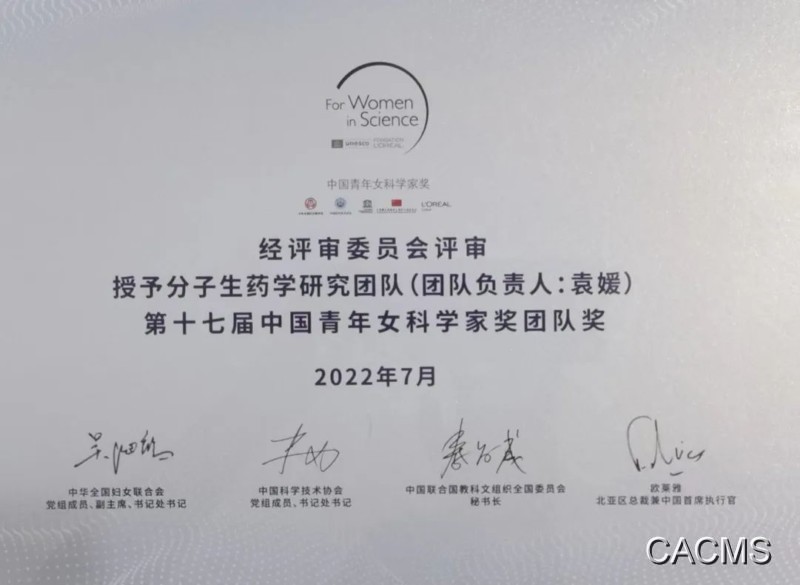 For Women
in Science
UNESCO
FONDATION
L'ORÉAL
中国青年女科学家奖
L'ORÉAL
经评审委员会评审
授予分子生药学研究团队(团队负责人:袁媛)
第十七届中国青年女科学家奖团队奖
2022年7月
中华全国妇女联合会
党组成员、副主席、书记处书记
中国科学技术协会
党组成员、书记处书记
中国联合国教科文组织全国委员会
秘书长
欧莱雅
北亚区总裁兼中国首席执行官
CACMS